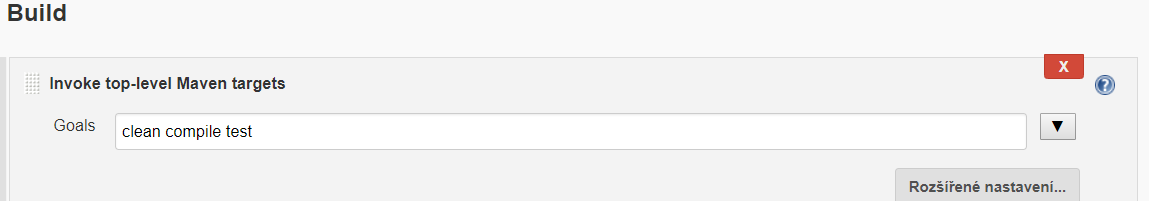 Build
Invoke top-level Maven targets
X
?
Goals
clean compile test
▼
Rozšířené nastavení...